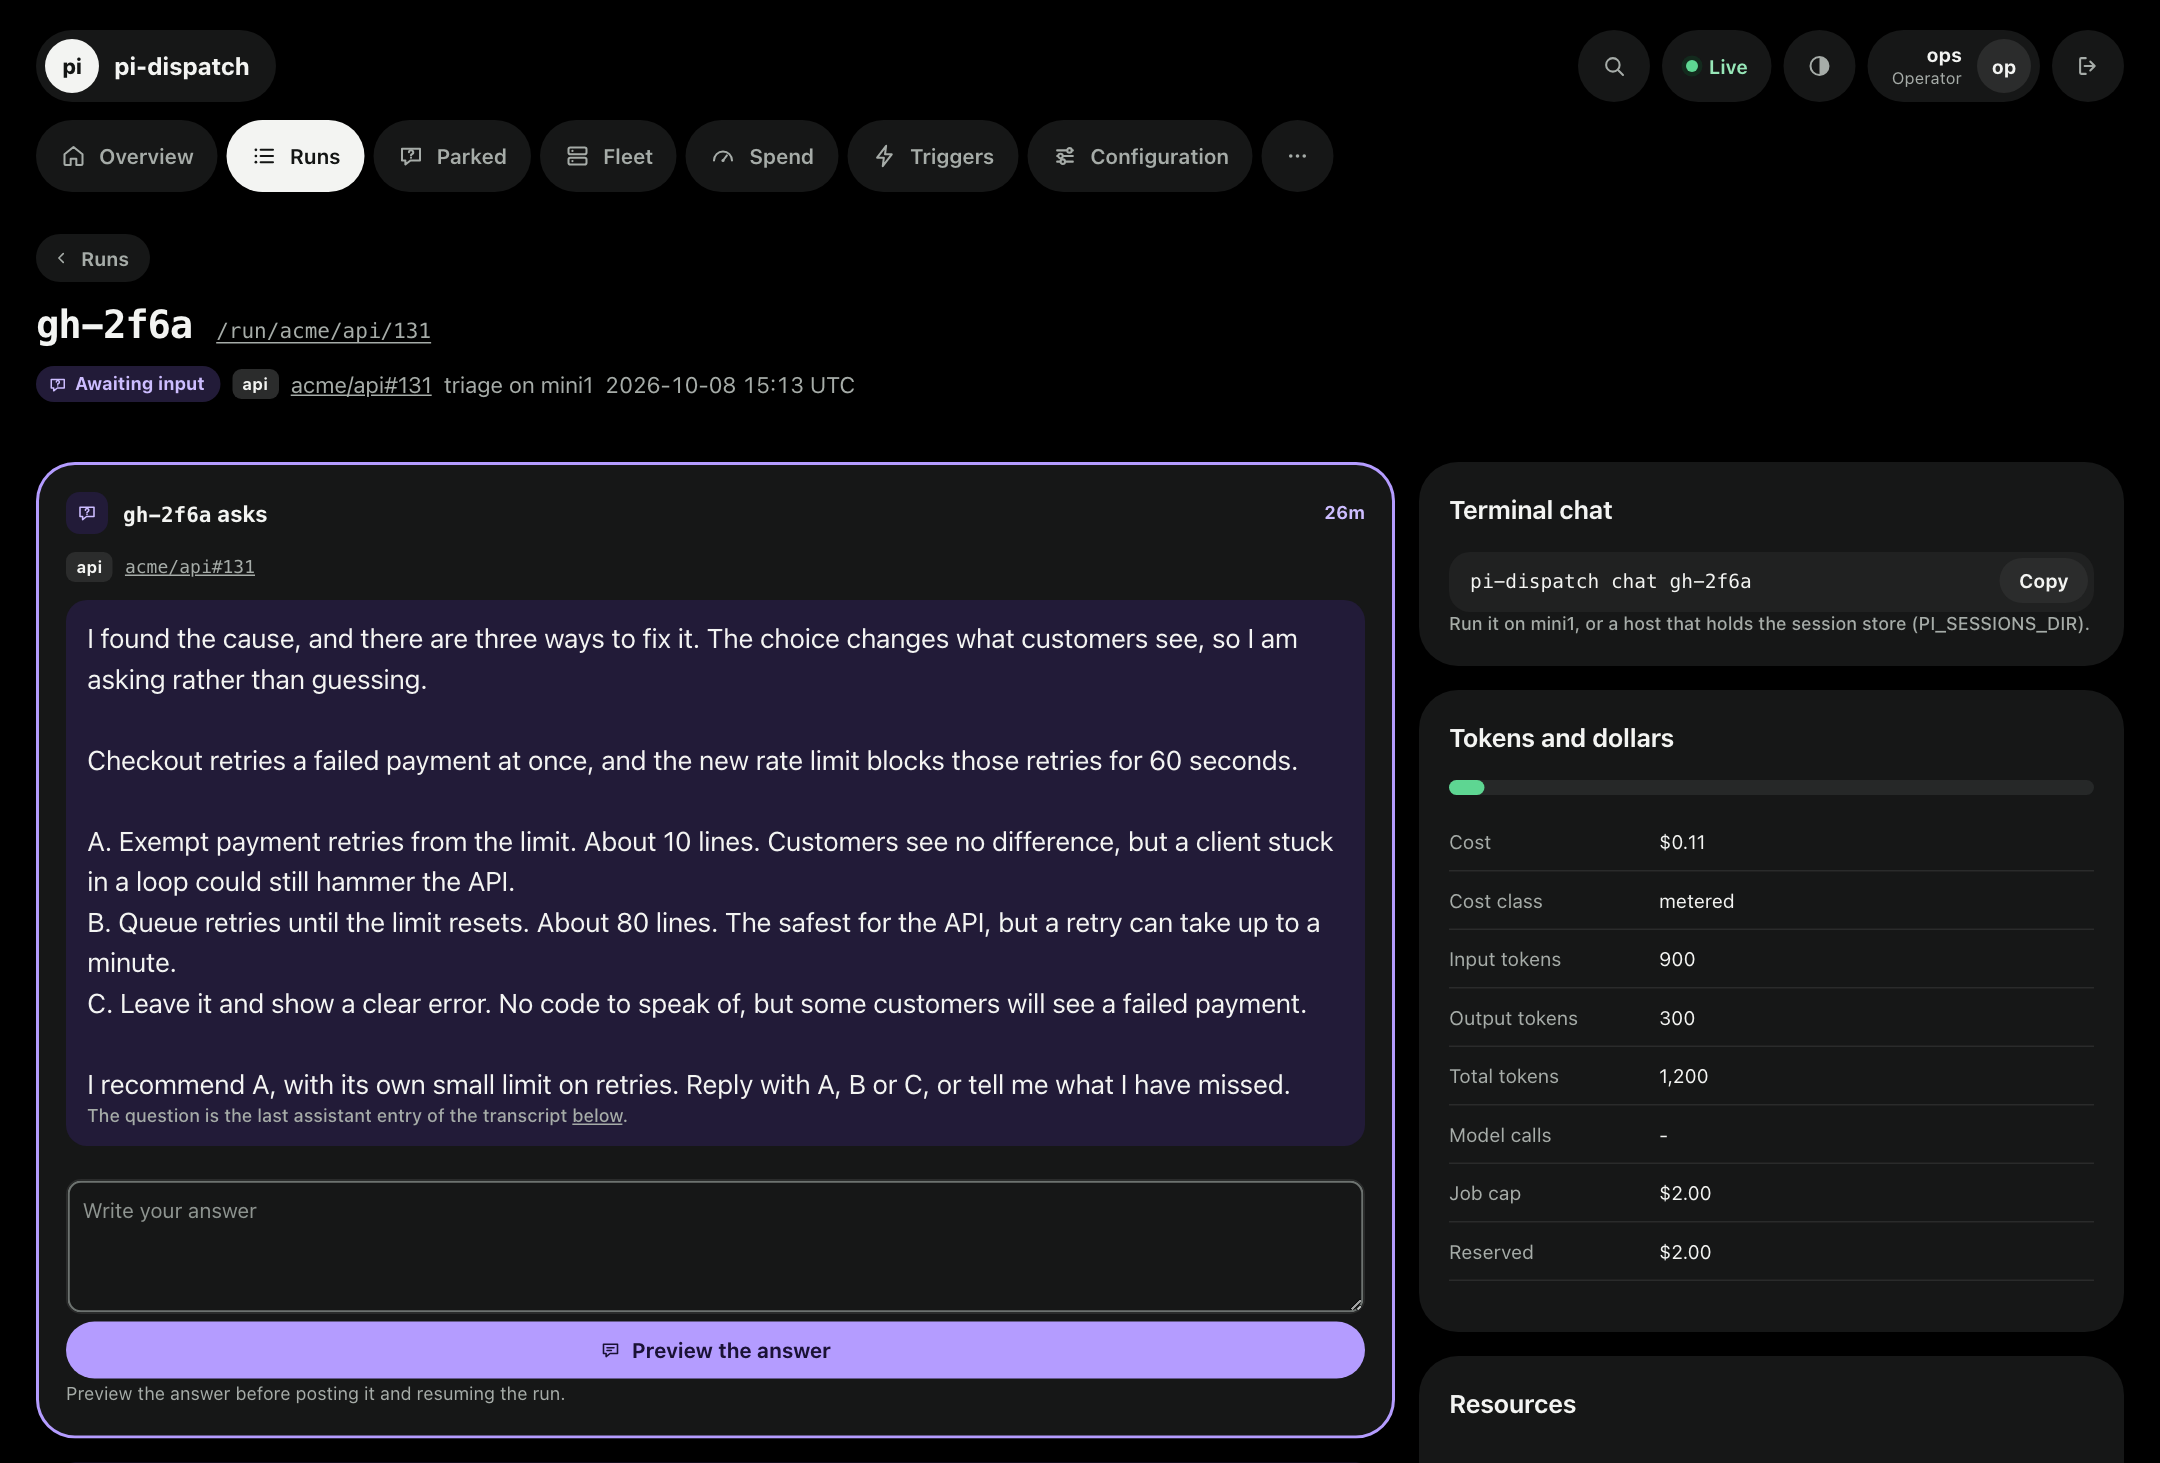 pi pi-dispatch
Live
ops
Operator
op
Overview Runs Parked Fleet Spend Triggers Configuration ...
Runs
gh-2f6a /run/acme/api/131
Awaiting input api acme/api#131 triage on mini1 2026-10-08 15:13 UTC
gh-2f6a asks 26m
api acme/api#131
I found the cause, and there are three ways to fix it. The choice changes what customers see, so I am
asking rather than guessing.
Checkout retries a failed payment at once, and the new rate limit blocks those retries for 60 seconds.
A. Exempt payment retries from the limit. About 10 lines. Customers see no difference, but a client stuck
in a loop could still hammer the API.
B. Queue retries until the limit resets. About 80 lines. The safest for the API, but a retry can take up to a
minute.
C. Leave it and show a clear error. No code to speak of, but some customers will see a failed payment.
I recommend A, with its own small limit on retries. Reply with A, B or C, or tell me what I have missed.
The question is the last assistant entry of the transcript below.
Write your answer
Preview the answer
Preview the answer before posting it and resuming the run.
Terminal chat
pi-dispatch chat gh-2f6a Copy
Run it on mini1, or a host that holds the session store (PI_SESSIONS_DIR).
Tokens and dollars
Cost $0.11
Cost class metered
Input tokens 900
Output tokens 300
Total tokens 1,200
Model calls -
Job cap $2.00
Reserved $2.00
Resources